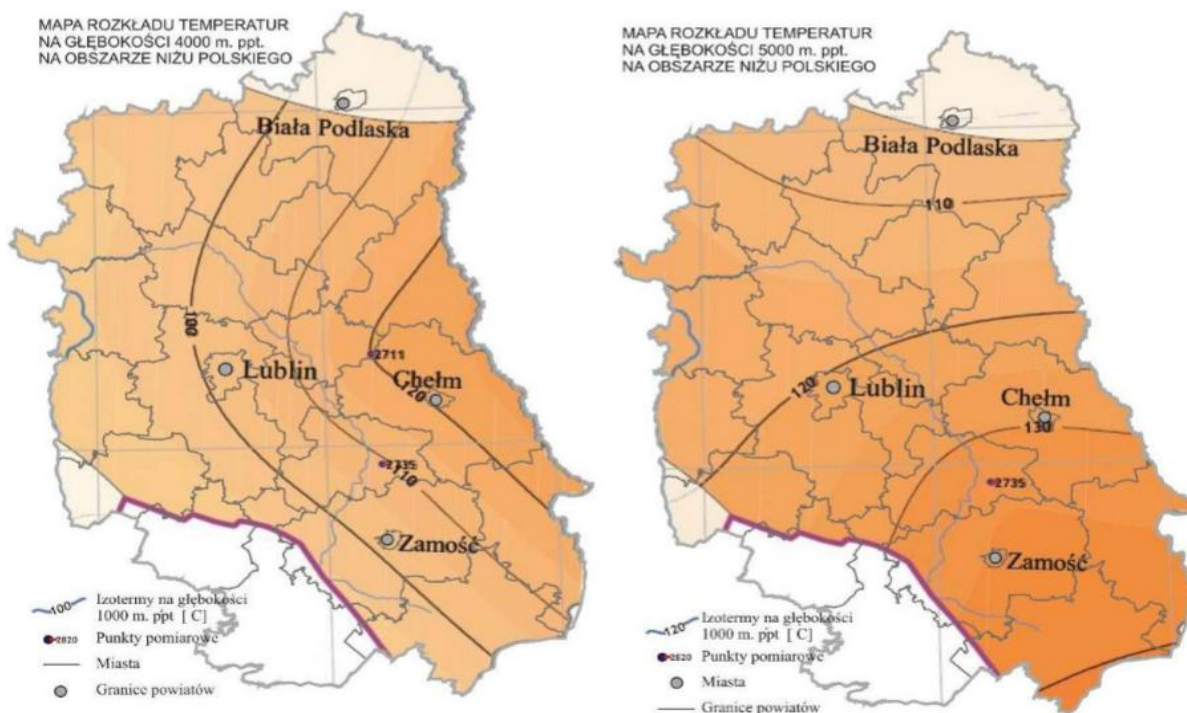 MAPA ROZKŁADU TEMPERATUR
NA GŁĘBOKOŚCI 4000 m. ppt.
NA OBSZARZE NIŻU POLSKIEGO
Biała Podlaska
100
2711
Lublin
Chełm
120
2735
110
Zamość
100
Izotermy na głębokości
1000 m. ppt [ C]
2820
Punkty pomiarowe
Miasta
Granice powiatów
MAPA ROZKŁADU TEMPERATUR
NA GŁĘBOKOŚCI 5000 m. ppt.
NA OBSZARZE NIŻU POLSKIEGO
Biała Podlaska
110
120
Lublin
Chełm
130
2735
Zamość
120
Izotermy na głębokości
1000 m. ppt [ C]
2820
Punkty pomiarowe
Miasta
Granice powiatów